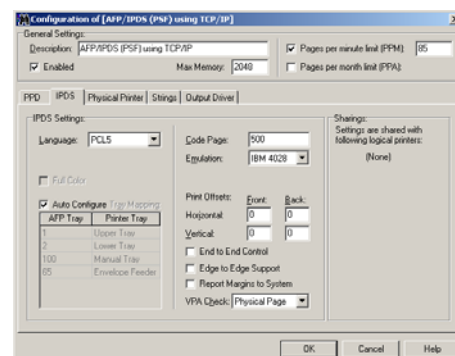 Configuration of [AFP/IPDS (PSF) using TCP/IP]
General Settings:
Description: AFP/IPDS (PSF) using TCP/IP
Pages per minute limit (PPM): 85
Enabled
Max Memory: 2048
Pages per month limit (PPA):
PPD IPDS Physical Printer Strings Output Driver
IPDS Settings:
Language: PCL5
Full Color
Auto Configure Tray Mapping:
AFP Tray Printer Tray
1 Upper Tray
2 Lower Tray
100 Manual Tray
65 Envelope Feeder
Code Page: 500
Emulation: IBM 4028
Print Offsets: Front: Back:
Horizontal: 0 0
Vertical: 0 0
End to End Control
Edge to Edge Support
Report Margins to System
VPA Check: Physical Page
Sharings:
Settings are shared with
following logical printers:
(None)
OK Cancel Help